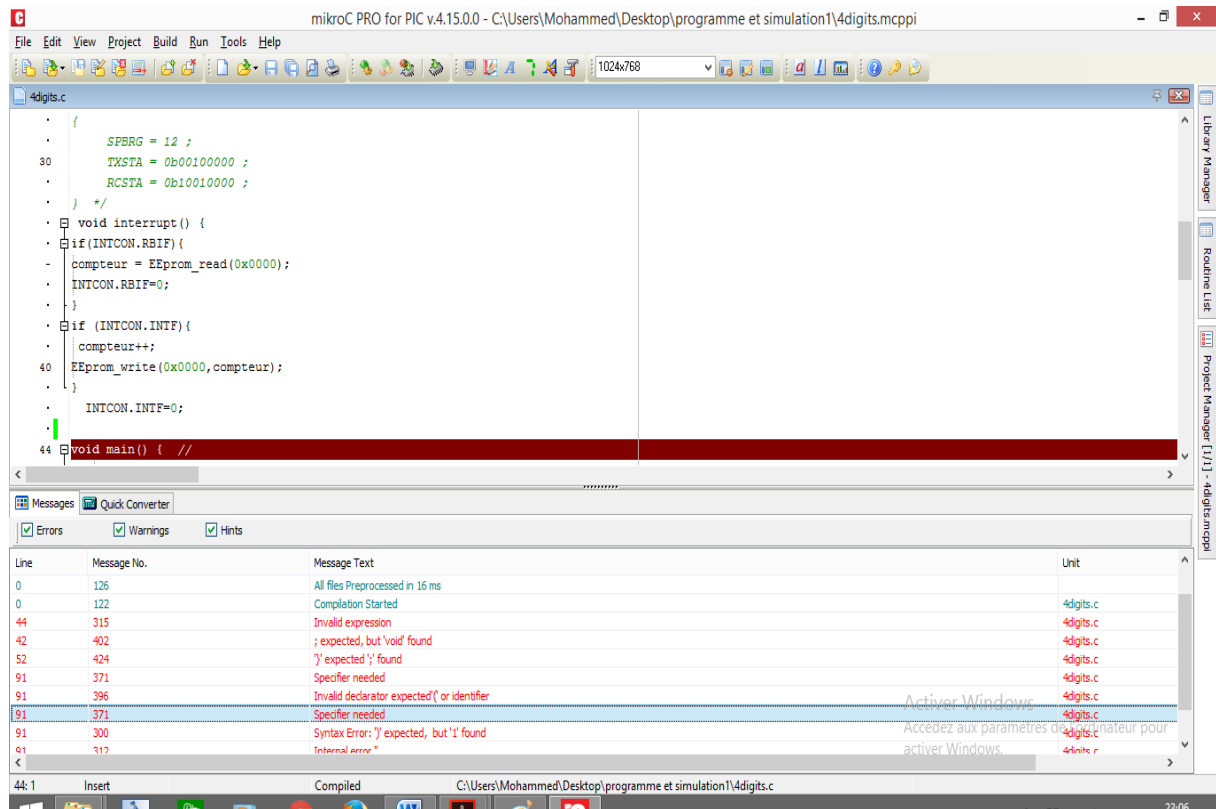 mikroC PRO for PIC v.4.15.0.0 - C:\Users\Mohammed\Desktop\programme et simulation1\4digits.mcppi
File Edit View Project Build Run Tools Help
1024x768
4digits.c
{
SPBRG = 12 ;
30 TXSTA = 0b00100000 ;
RCSTA = 0b10010000 ;
} */
void interrupt() {
if(INTCON.RBIF){
compteur = EEprom_read(0x0000);
INTCON.RBIF=0;
}
if (INTCON.INTF){
compteur++;
40 EEprom_write(0x0000,compteur);
}
INTCON.INTF=0;
44 void main() { //
Library Manager
Routine List
Project Manager [1/1] - 4digits.mcppi
Messages Quick Converter
Errors Warnings Hints
Line Message No. Message Text Unit
0 126 All files Preprocessed in 16 ms
0 122 Compilation Started 4digits.c
44 315 Invalid expression 4digits.c
42 402 ; expected, but 'void' found 4digits.c
52 424 '}' expected ';' found 4digits.c
91 371 Specifier needed 4digits.c
91 396 Invalid declarator expected'(' or identifier 4digits.c
91 371 Specifier needed 4digits.c
91 300 Syntax Error: ')' expected, but '1' found 4digits.c
91 312 Internal error '' 4digits.c
Activer Windows
Accédez aux paramètres de l'ordinateur pour
activer Windows.
44: 1 Insert Compiled C:\Users\Mohammed\Desktop\programme et simulation1\4digits.c
22:06